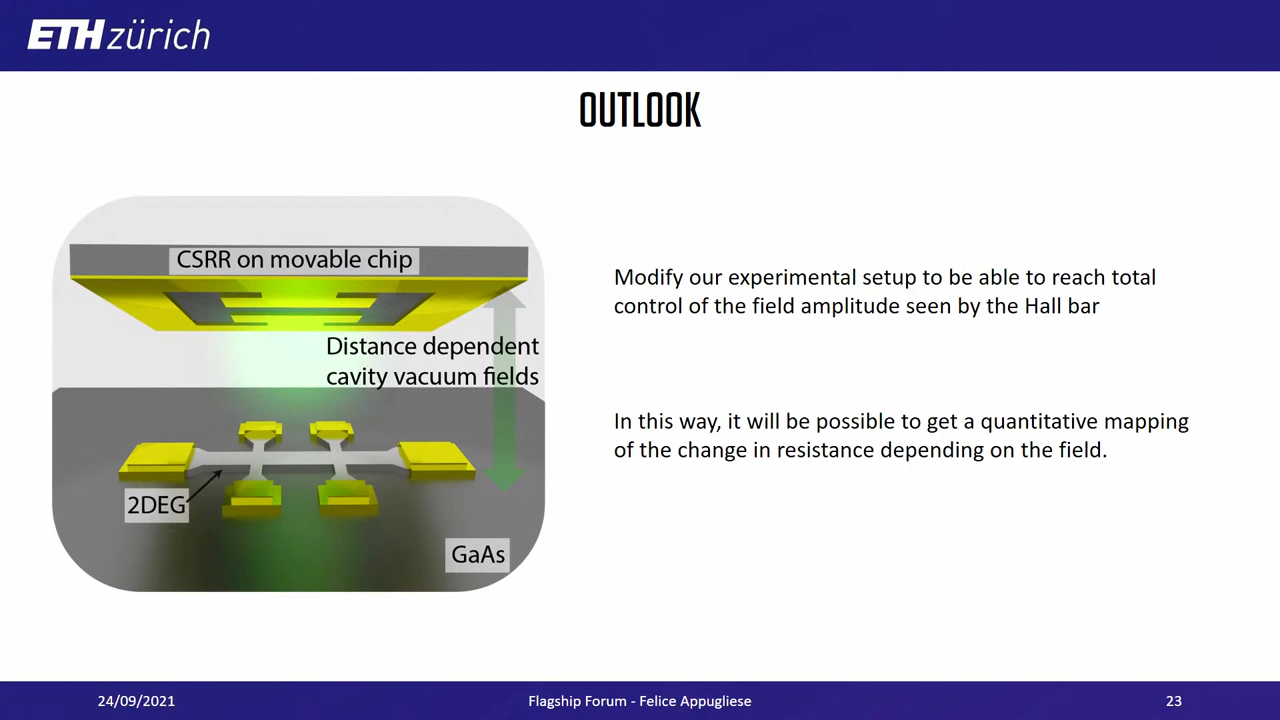 ETH zürich
OUTLOOK
CSRR on movable chip
Distance dependent
cavity vacuum fields
2DEG
GaAs
Modify our experimental setup to be able to reach total
control of the field amplitude seen by the Hall bar
In this way, it will be possible to get a quantitative mapping
of the change in resistance depending on the field.
24/09/2021
Flagship Forum - Felice Appugliese
23